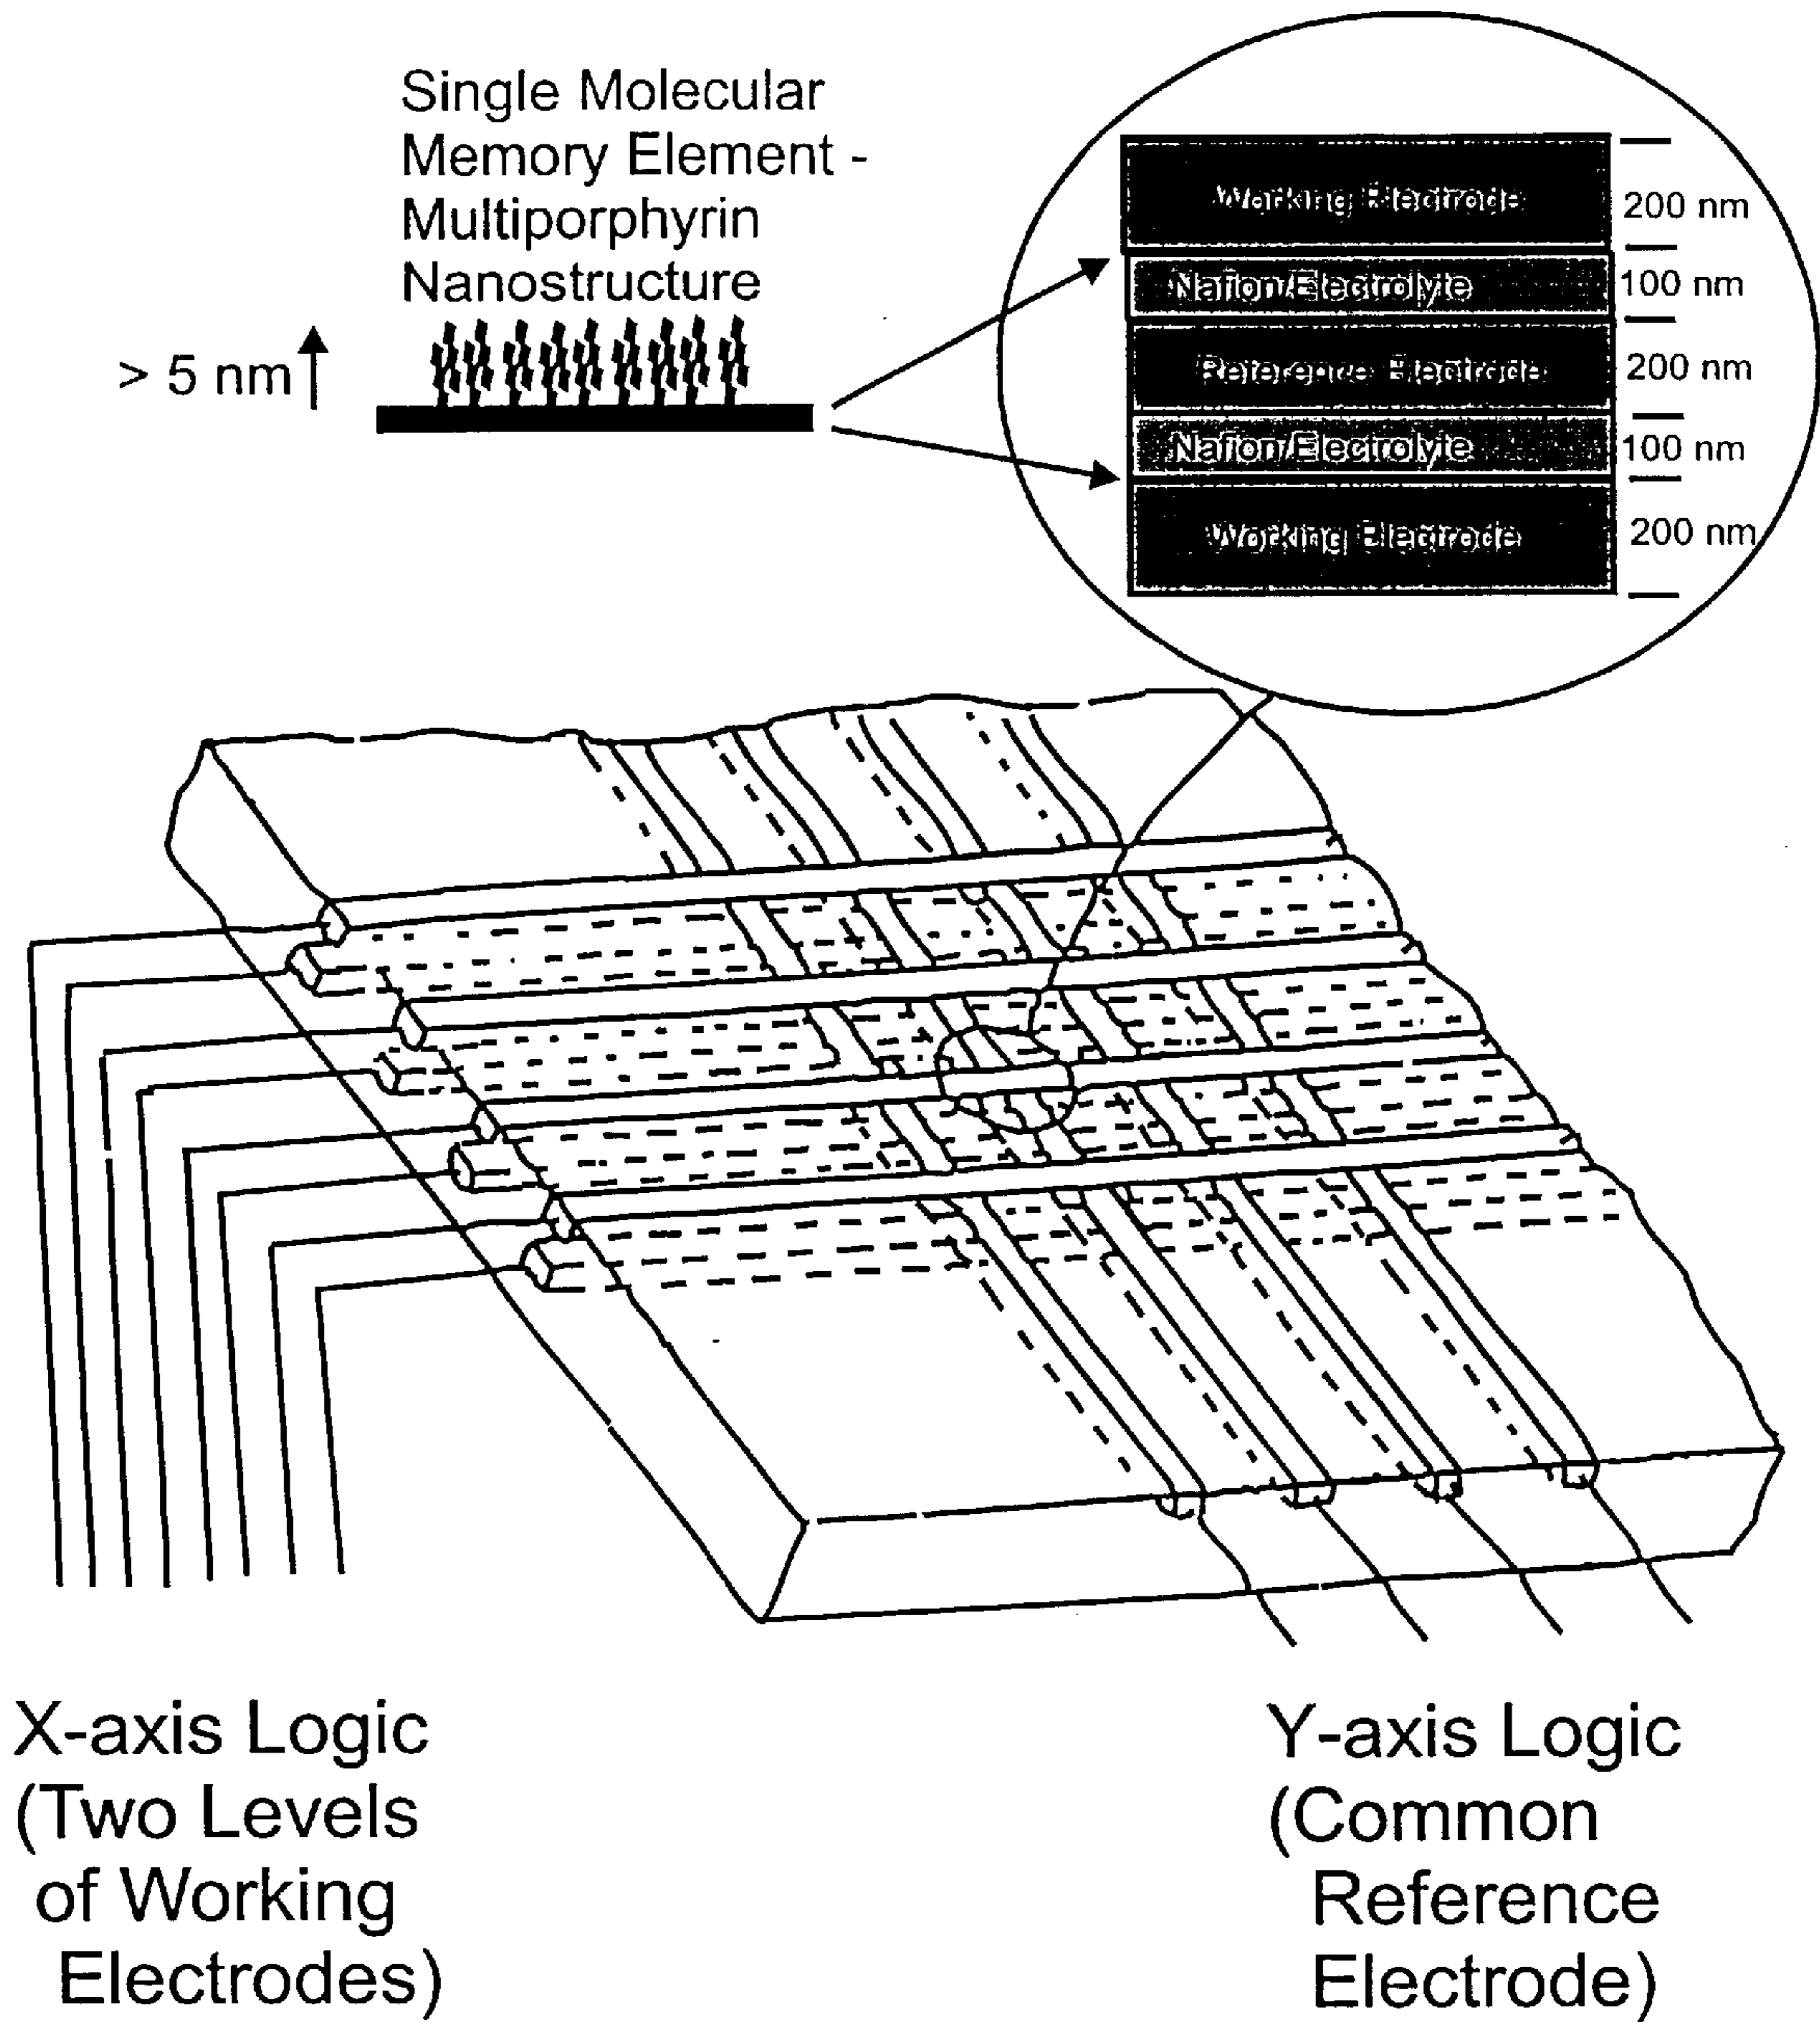 Single Molecular
Memory Element -
Multiporphyrin
Nanostructure
> 5 nm
Working Electrode
200 nm
Nafion/Electrolyte
100 nm
Reference Electrode
200 nm
Nafion/Electrolyte
100 nm
Working Electrode
200 nm
X-axis Logic
(Two Levels
of Working
Electrodes)
Y-axis Logic
(Common
Reference
Electrode)